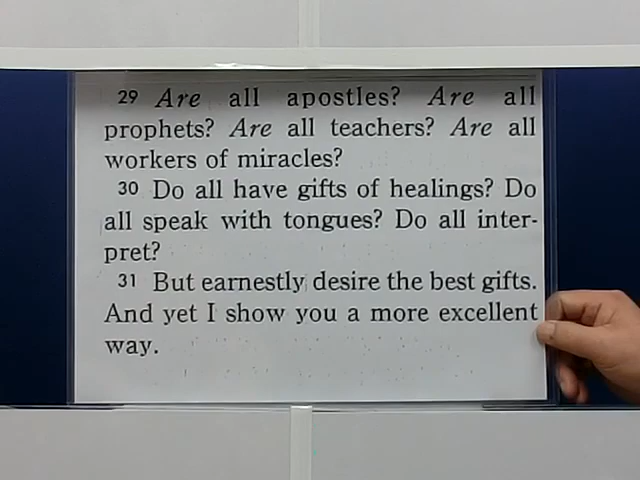 29 Are all apostles? Are all
prophets? Are all teachers? Are all
workers of miracles?
30 Do all have gifts of healings? Do
all speak with tongues? Do all inter-
pret?
31 But earnestly desire the best gifts.
And yet I show you a more excellent
way.